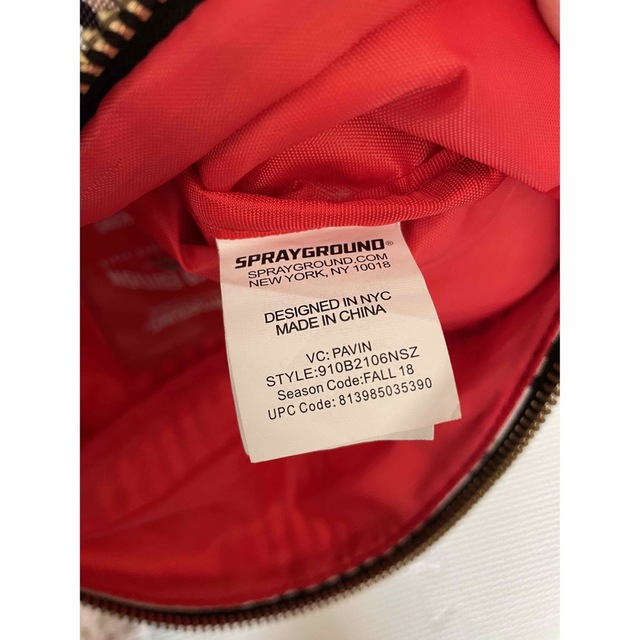 SPRAYGROUND®
SPRAYGROUND.COM
NEW YORK, NY 10018
DESIGNED IN NYC
MADE IN CHINA
VC: PAVIN
STYLE:910B2106NSZ
Season Code:FALL 18
UPC Code: 813985035390